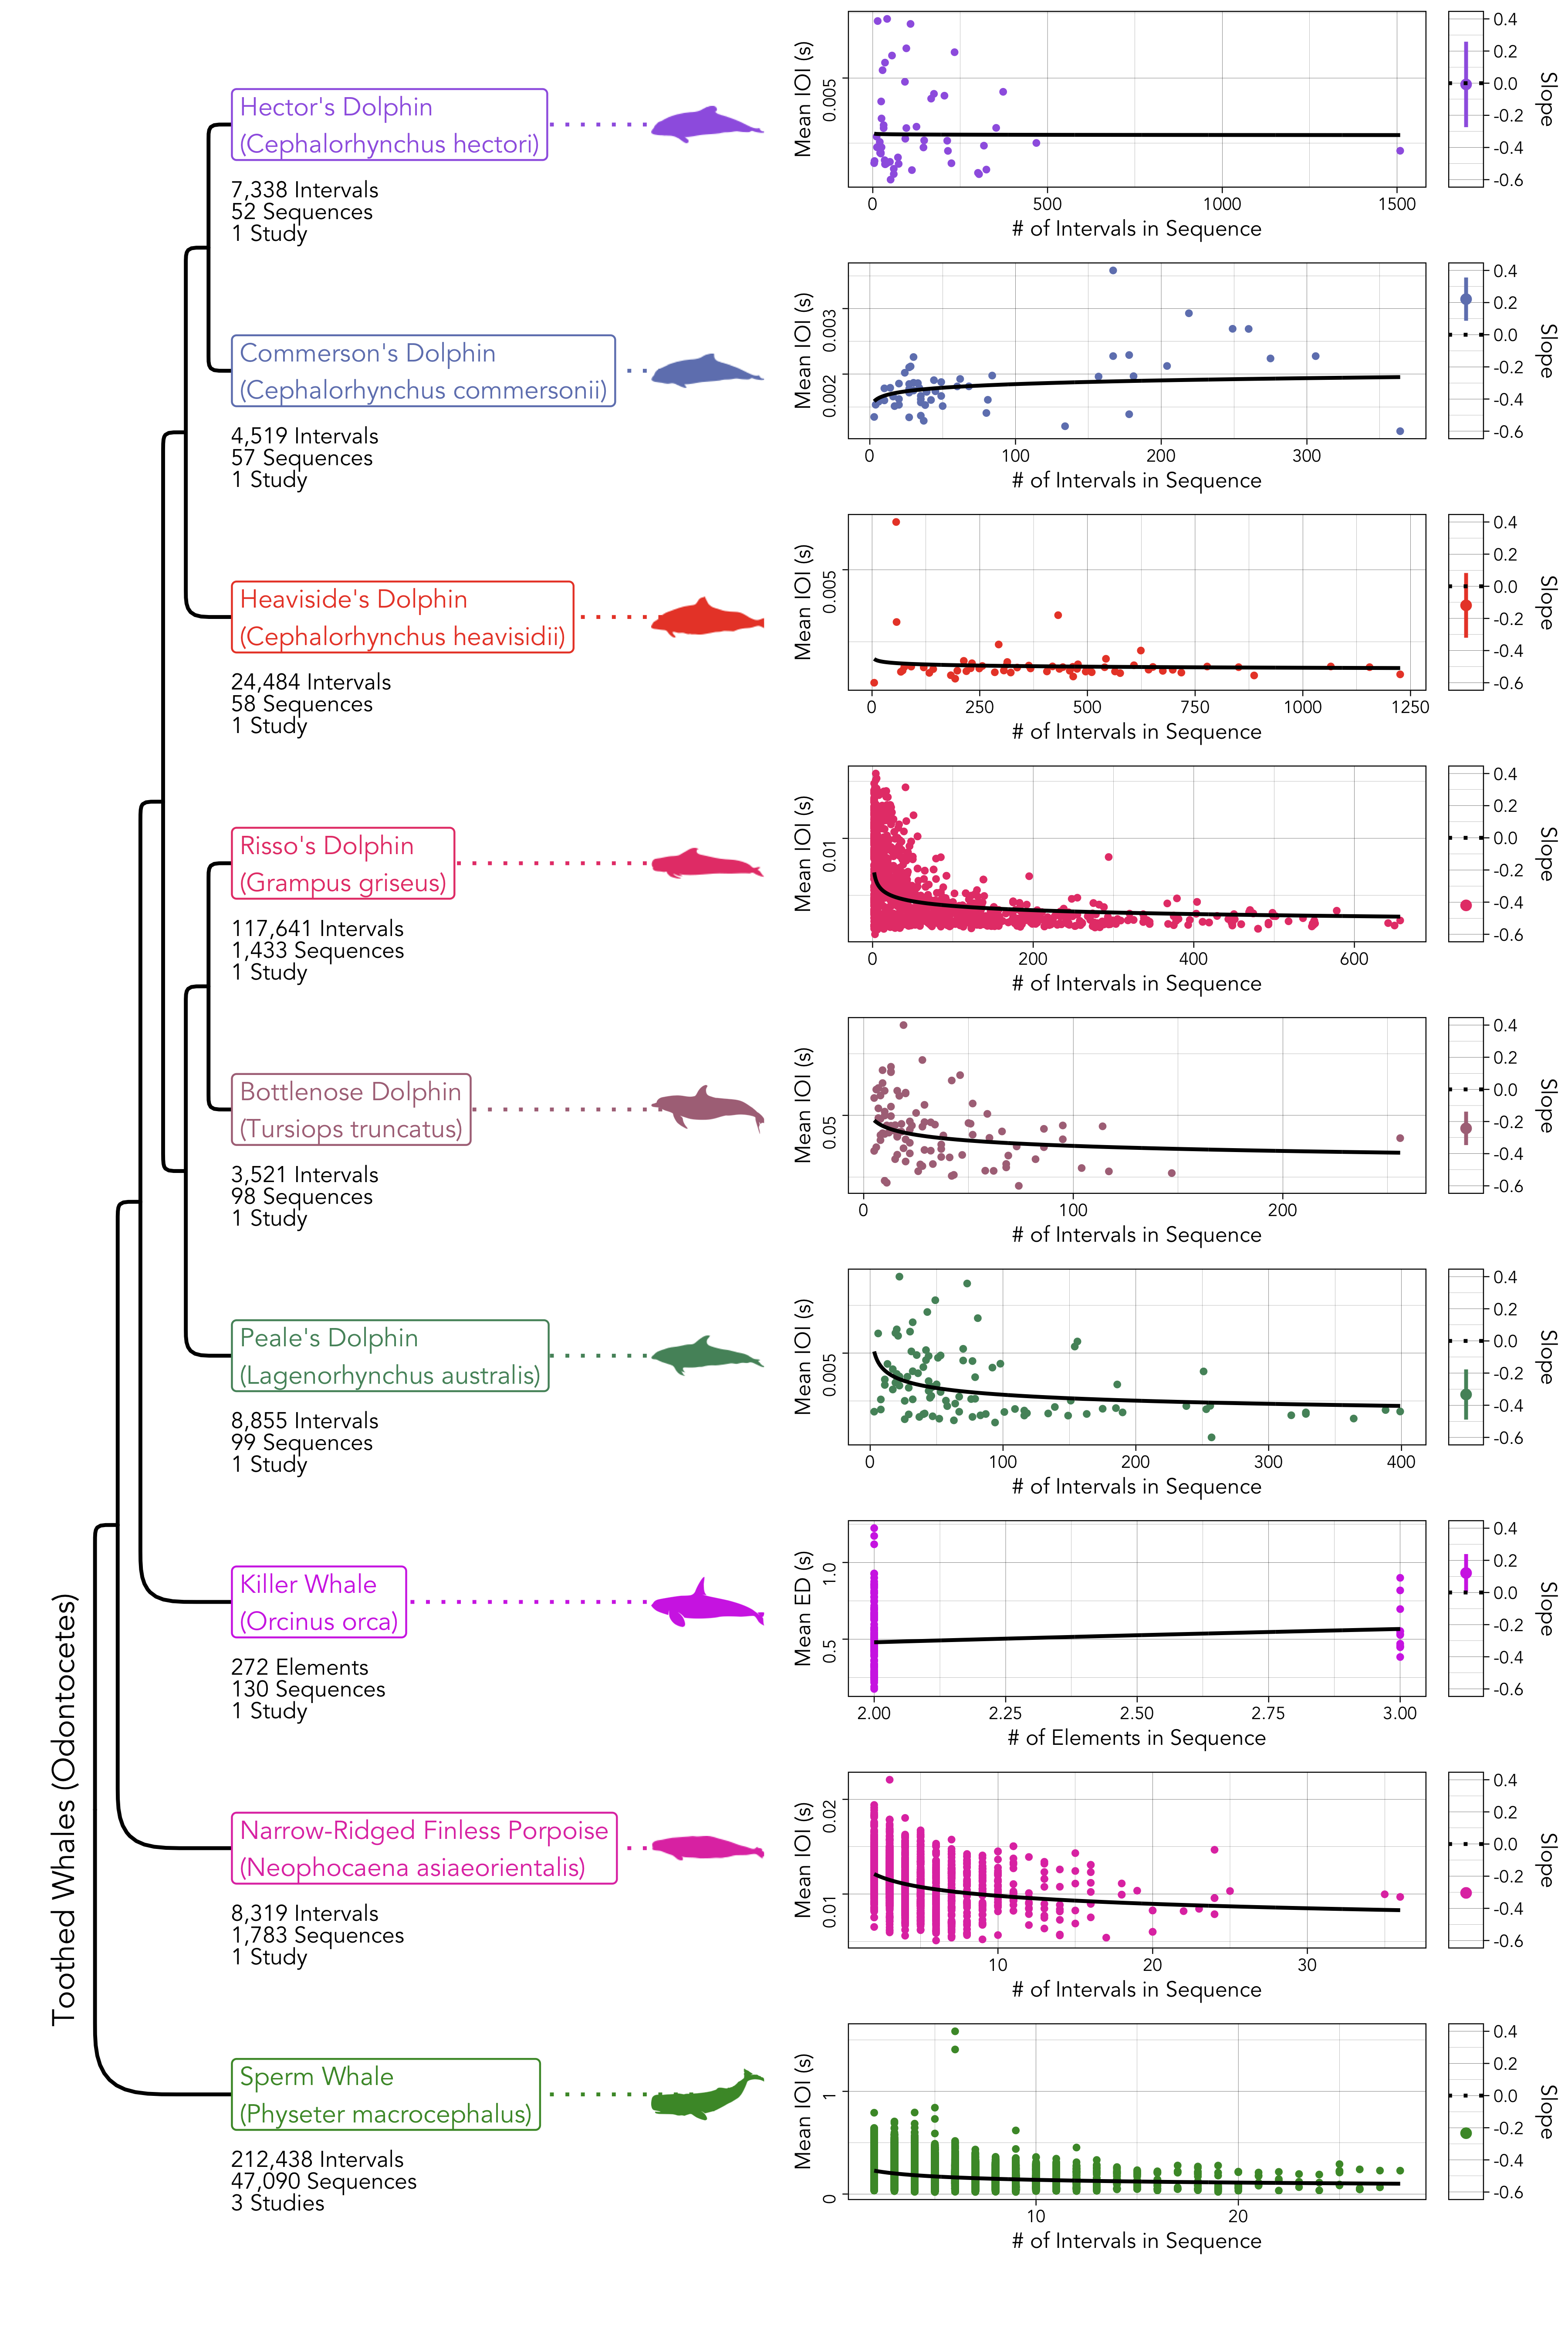 Toothed Whales (Odontocetes)
Hector's Dolphin
(Cephalorhynchus hectori)
7,338 Intervals
52 Sequences
1 Study
Mean IOI (s)
0.005
0
500
1000
1500
# of Intervals in Sequence
0.4
0.2
0.0
-0.2
-0.4
-0.6
Slope
Commerson's Dolphin
(Cephalorhynchus commersonii)
4,519 Intervals
57 Sequences
1 Study
Mean IOI (s)
0.003
0.002
0
100
200
300
# of Intervals in Sequence
0.4
0.2
0.0
-0.2
-0.4
-0.6
Slope
Heaviside's Dolphin
(Cephalorhynchus heavisidii)
24,484 Intervals
58 Sequences
1 Study
Mean IOI (s)
0.005
0
250
500
750
1000
1250
# of Intervals in Sequence
0.4
0.2
0.0
-0.2
-0.4
-0.6
Slope
Risso's Dolphin
(Grampus griseus)
117,641 Intervals
1,433 Sequences
1 Study
Mean IOI (s)
0.01
0
200
400
600
# of Intervals in Sequence
0.4
0.2
0.0
-0.2
-0.4
-0.6
Slope
Bottlenose Dolphin
(Tursiops truncatus)
3,521 Intervals
98 Sequences
1 Study
Mean IOI (s)
0.05
0
100
200
# of Intervals in Sequence
0.4
0.2
0.0
-0.2
-0.4
-0.6
Slope
Peale's Dolphin
(Lagenorhynchus australis)
8,855 Intervals
99 Sequences
1 Study
Mean IOI (s)
0.005
0
100
200
300
400
# of Intervals in Sequence
0.4
0.2
0.0
-0.2
-0.4
-0.6
Slope
Killer Whale
(Orcinus orca)
272 Elements
130 Sequences
1 Study
Mean ED (s)
1.0
0.5
2.00
2.25
2.50
2.75
3.00
# of Elements in Sequence
0.4
0.2
0.0
-0.2
-0.4
-0.6
Slope
Narrow-Ridged Finless Porpoise
(Neophocaena asiaeorientalis)
8,319 Intervals
1,783 Sequences
1 Study
Mean IOI (s)
0.02
0.01
10
20
30
# of Intervals in Sequence
0.4
0.2
0.0
-0.2
-0.4
-0.6
Slope
Sperm Whale
(Physeter macrocephalus)
212,438 Intervals
47,090 Sequences
3 Studies
Mean IOI (s)
1
0
10
20
# of Intervals in Sequence
0.4
0.2
0.0
-0.2
-0.4
-0.6
Slope